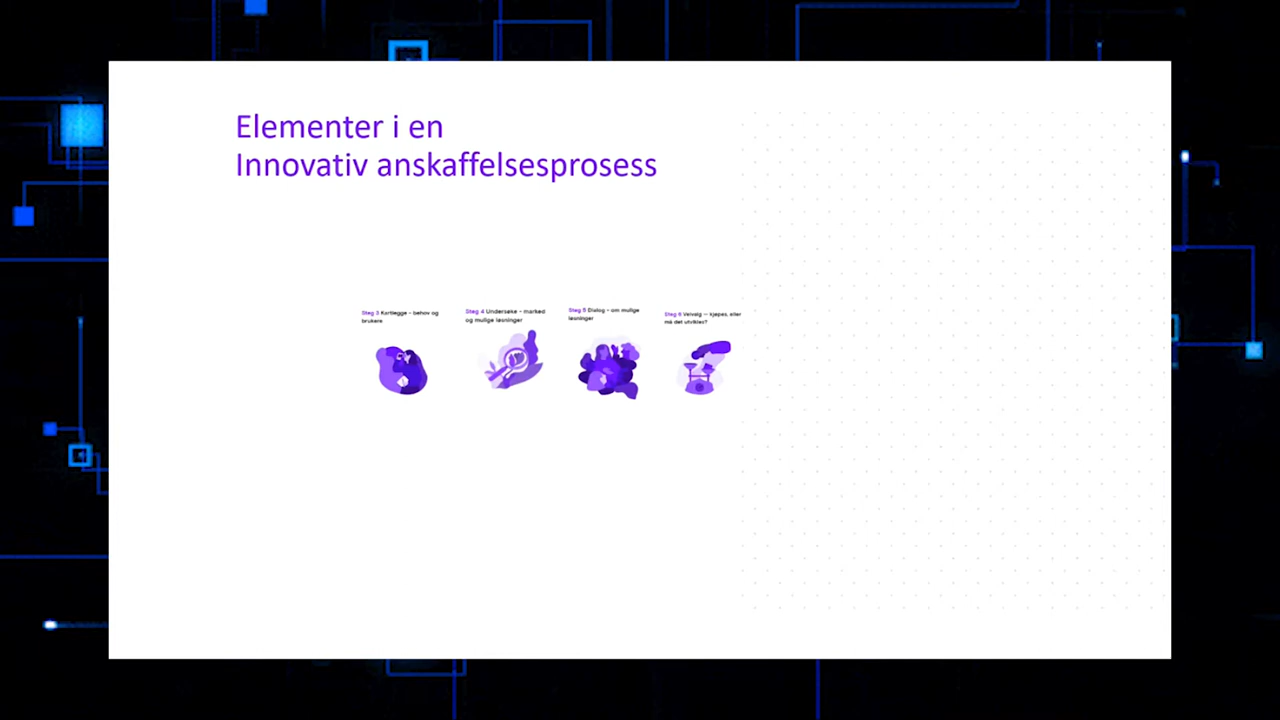 Elementer i en
Innovativ anskaffelsesprosess
Steg 3 Kartlegge - behov og
brukere
Steg 4 Undersøke - marked
og mulige løsninger
Steg 5 Dialog - om mulige
løsninger
Steg 6 Veivalg — kjøpes, eller
må det utvikles?